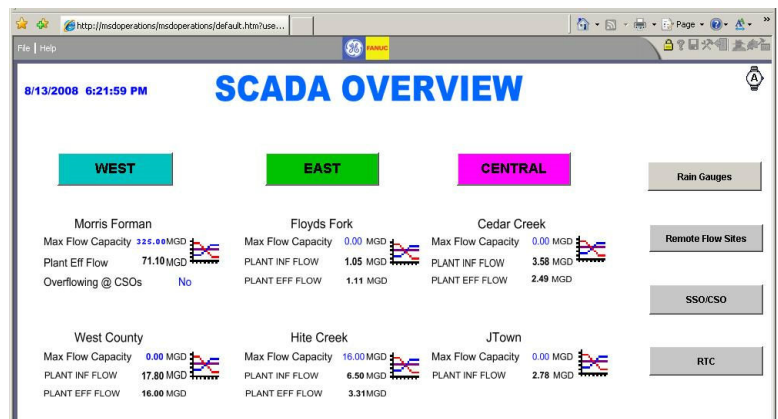 http://msdoperations/msdoperations/default.htm?use...
Page
File | Help
GE FANUC
8/13/2008 6:21:59 PM
SCADA OVERVIEW
A
WEST
EAST
CENTRAL
Rain Gauges
Remote Flow Sites
SSO/CSO
RTC
Morris Forman
Max Flow Capacity 325.00MGD
Plant Eff Flow 71.10 MGD
Overflowing @ CSOs No
Floyds Fork
Max Flow Capacity 0.00 MGD
PLANT INF FLOW 1.05 MGD
PLANT EFF FLOW 1.11 MGD
Cedar Creek
Max Flow Capacity 0.00 MGD
PLANT INF FLOW 3.58 MGD
PLANT EFF FLOW 2.49 MGD
West County
Max Flow Capacity 0.00 MGD
PLANT INF FLOW 17.80 MGD
PLANT EFF FLOW 16.00 MGD
Hite Creek
Max Flow Capacity 16.00 MGD
PLANT INF FLOW 6.50 MGD
PLANT EFF FLOW 3.31MGD
JTown
Max Flow Capacity 0.00 MGD
PLANT INF FLOW 2.78 MGD